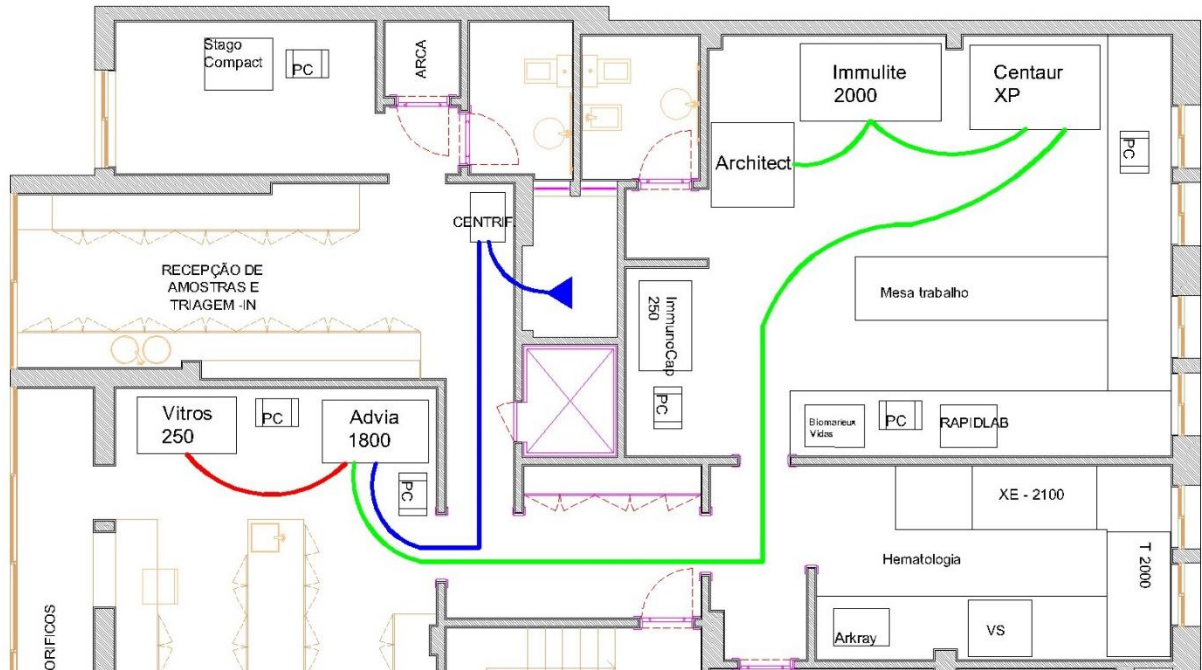 Stago
Compact
PC
ARCA
Immulite
2000
Centaur
XP
PC
Architect
CENTRIF.
RECEPÇÃO DE
AMOSTRAS E
TRIAGEM -IN
Mesa trabalho
ImmunoCap
250
PC
Vitros
250
PC
Advia
1800
PC
Biomarieux
Vidas
PC
RAPIDLAB
XE - 2100
Hematologia
T 2000
Arkray
VS
ORIFICOS